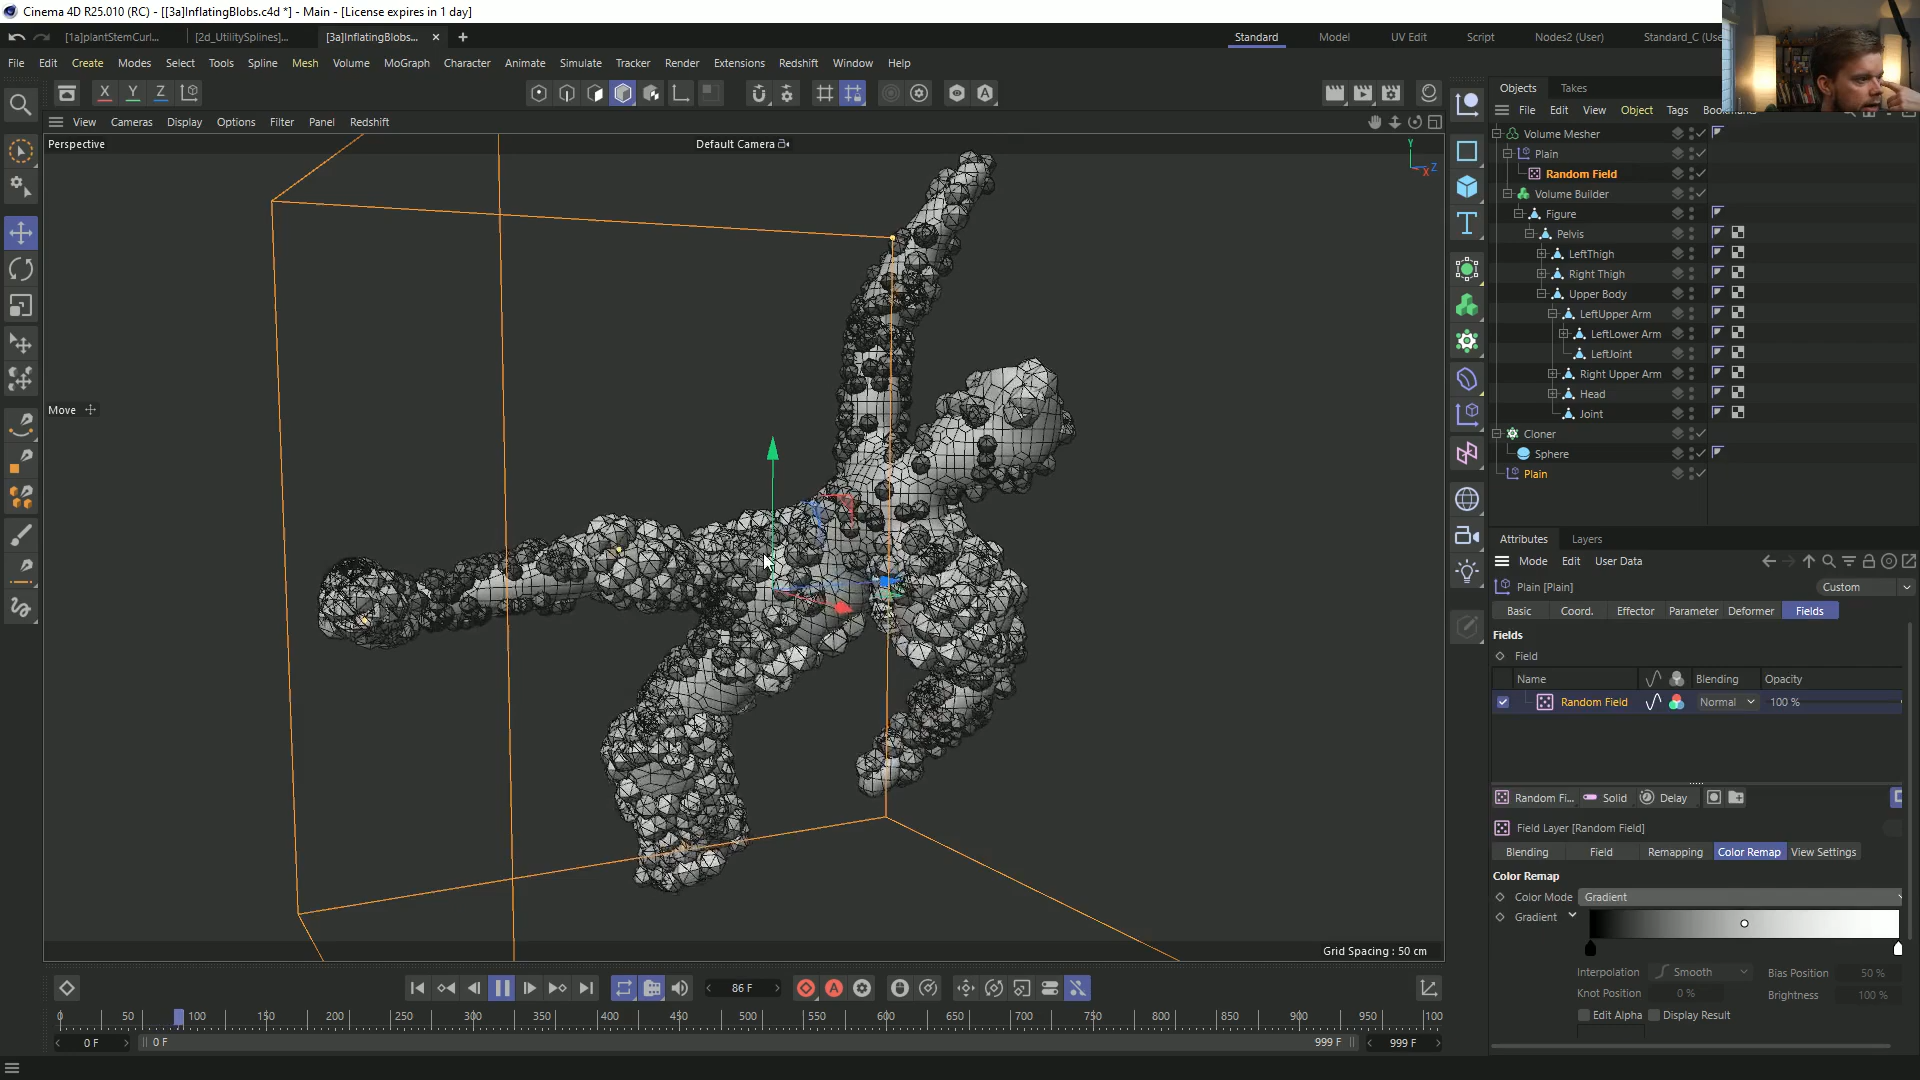 Cinema 4D R25.010 (RC) - [[3a]InflatingBlobs.c4d *] - Main - [License expires in 1 day]
[1a]plantStemCurl... [2d_UtilitySplines]... [3a]InflatingBlobs... × +
Standard Model UV Edit Script Nodes2 (User) Standard_C (Use
File Edit Create Modes Select Tools Spline Mesh Volume MoGraph Character Animate Simulate Tracker Render Extensions Redshift Window Help
X Y Z
View Cameras Display Options Filter Panel Redshift
Perspective
Default Camera
Y
X Z
Move
Grid Spacing : 50 cm
Objects Takes
File Edit View Object Tags
Volume Mesher
Plain
Random Field
Volume Builder
Figure
Pelvis
LeftThigh
Right Thigh
Upper Body
LeftUpper Arm
LeftLower Arm
LeftJoint
Right Upper Arm
Head
Joint
Cloner
Sphere
Plain
Attributes Layers
Mode Edit User Data
Plain [Plain]
Custom
Basic Coord. Effector Parameter Deformer Fields
Fields
Field
Name Blending Opacity
Random Field Normal 100 %
Random Fi... Solid Delay
Field Layer [Random Field]
Blending Field Remapping Color Remap View Settings
Color Remap
Color Mode Gradient
Gradient
Interpolation Smooth Bias Position 50 %
Knot Position 0 % Brightness 100 %
Edit Alpha Display Result
86 F
0 50 100 150 200 250 300 350 400 450 500 550 600 650 700 750 800 850 900 950 100
0 F 0 F 999 F 999 F